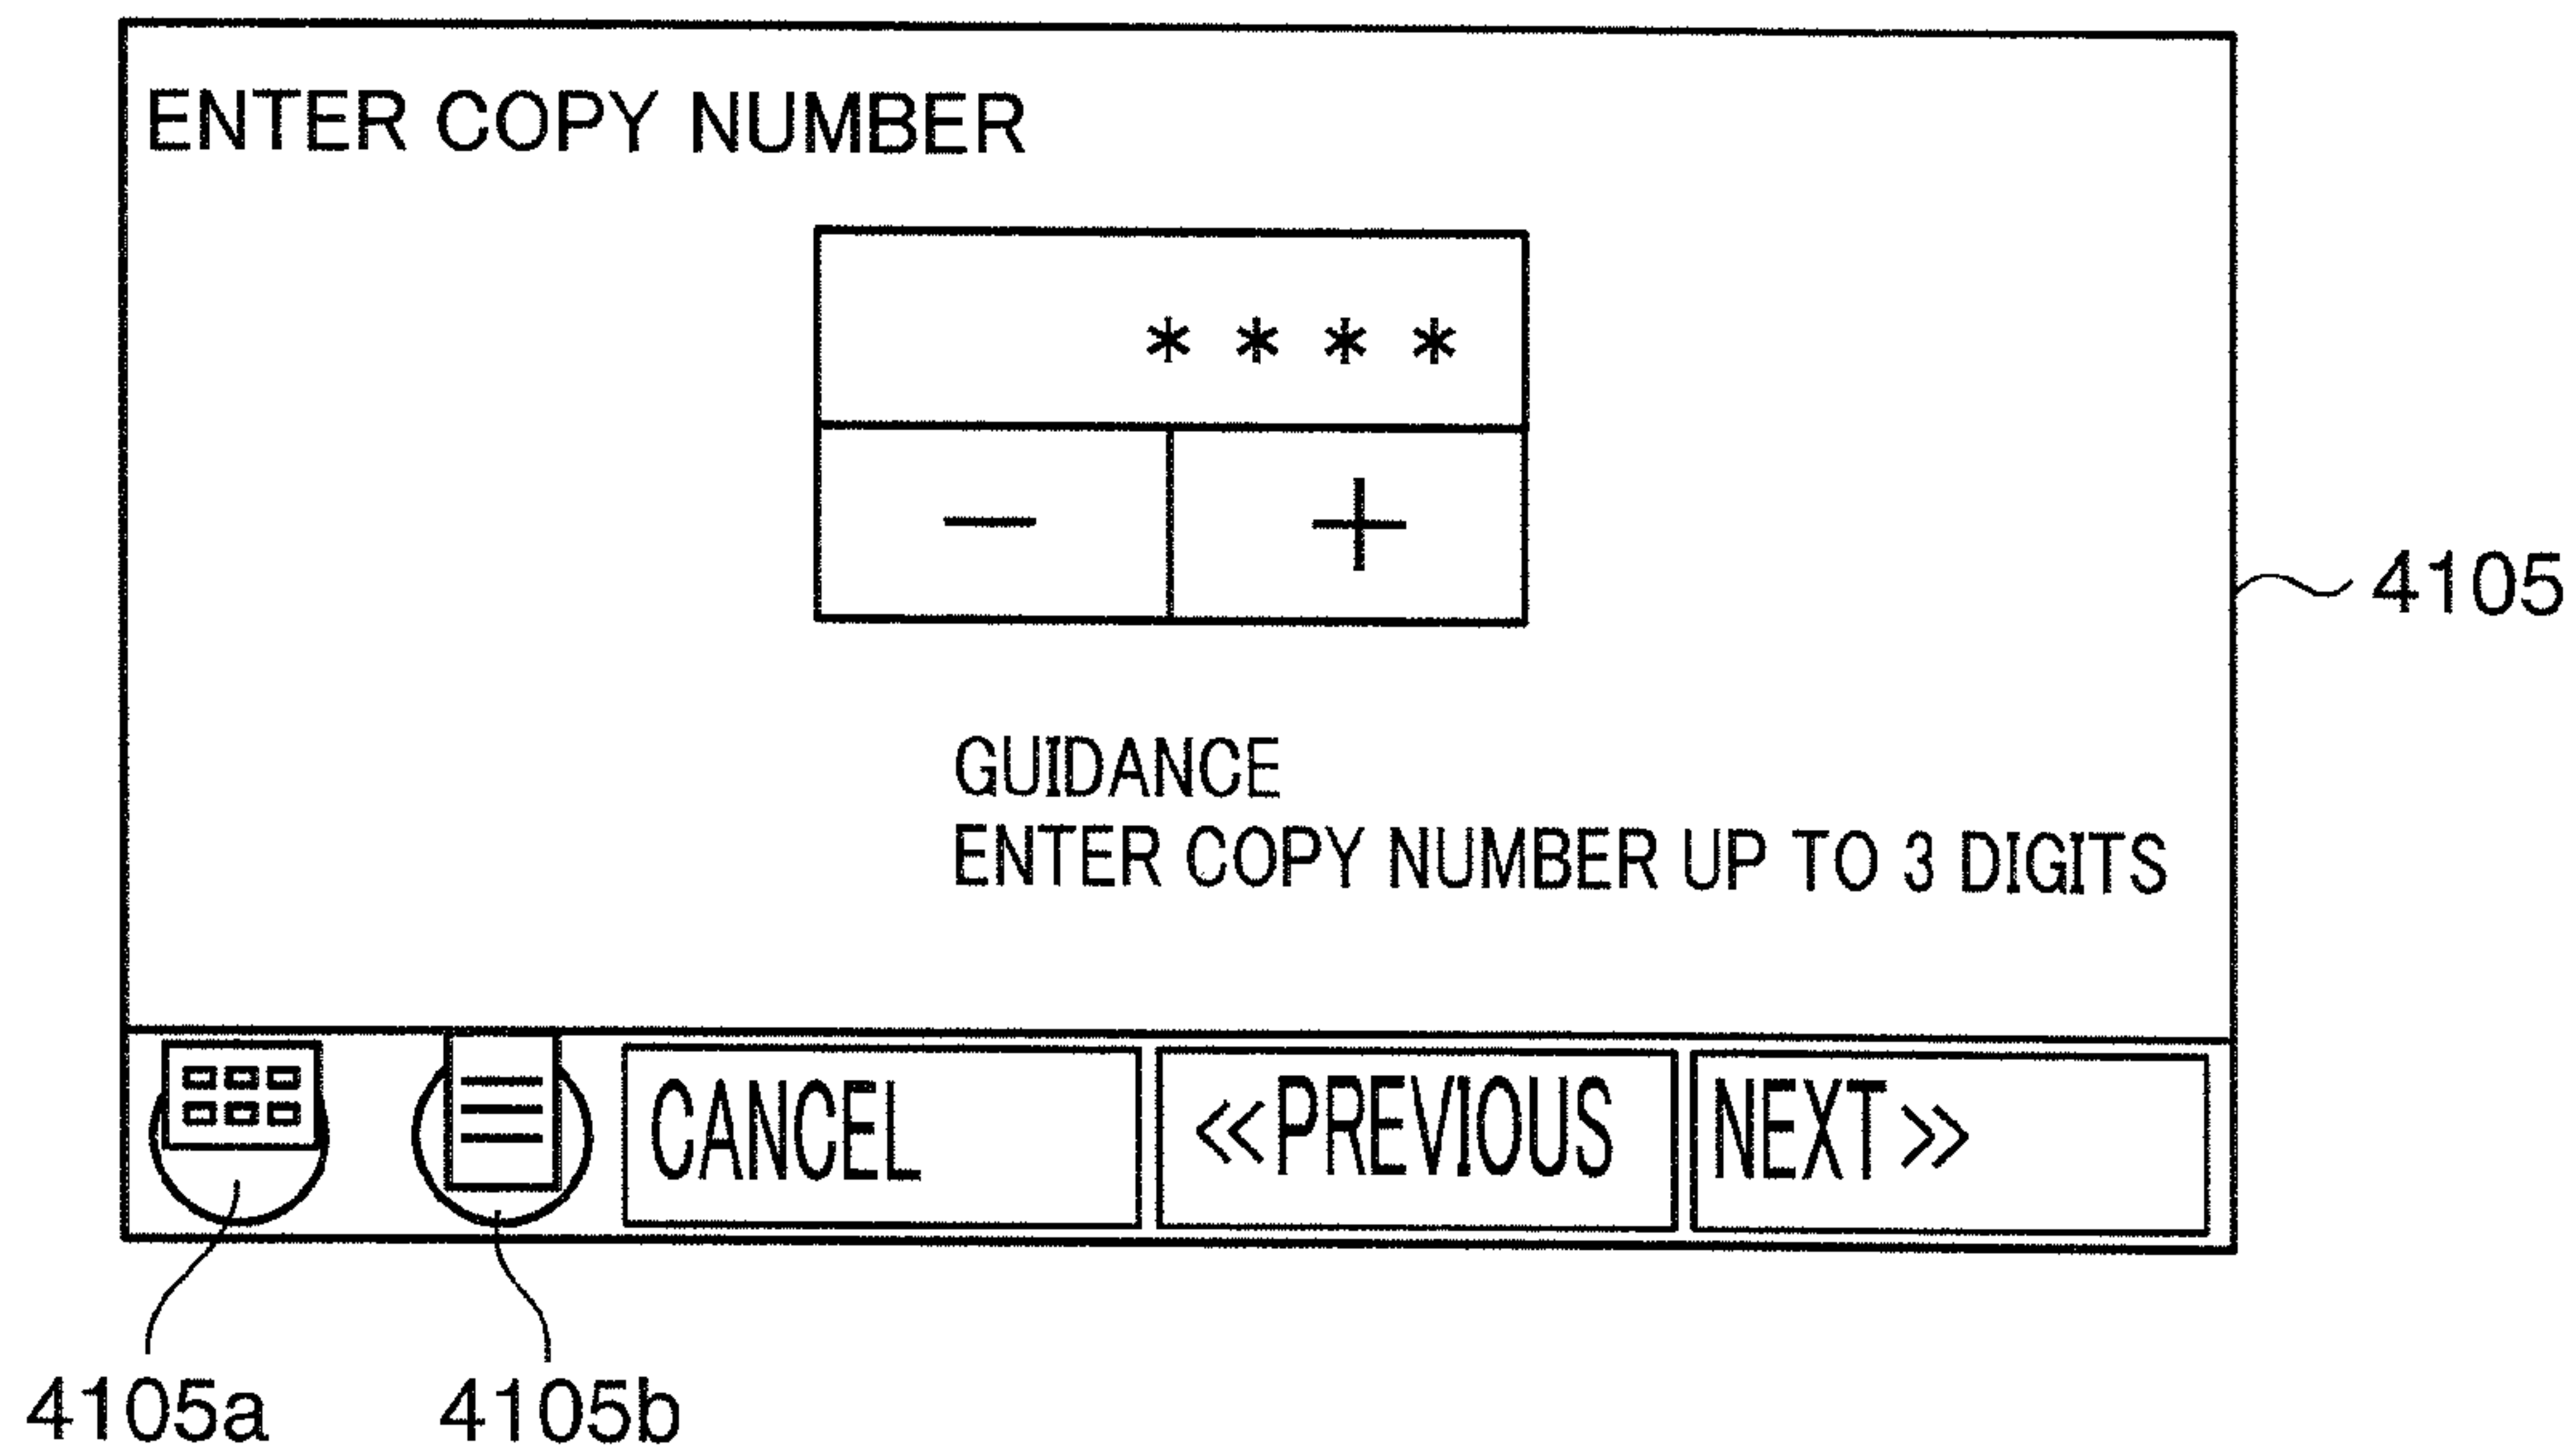 ENTER COPY NUMBER
* * * *
− +
4105
GUIDANCE
ENTER COPY NUMBER UP TO 3 DIGITS
CANCEL <<PREVIOUS NEXT>>
4105a 4105b